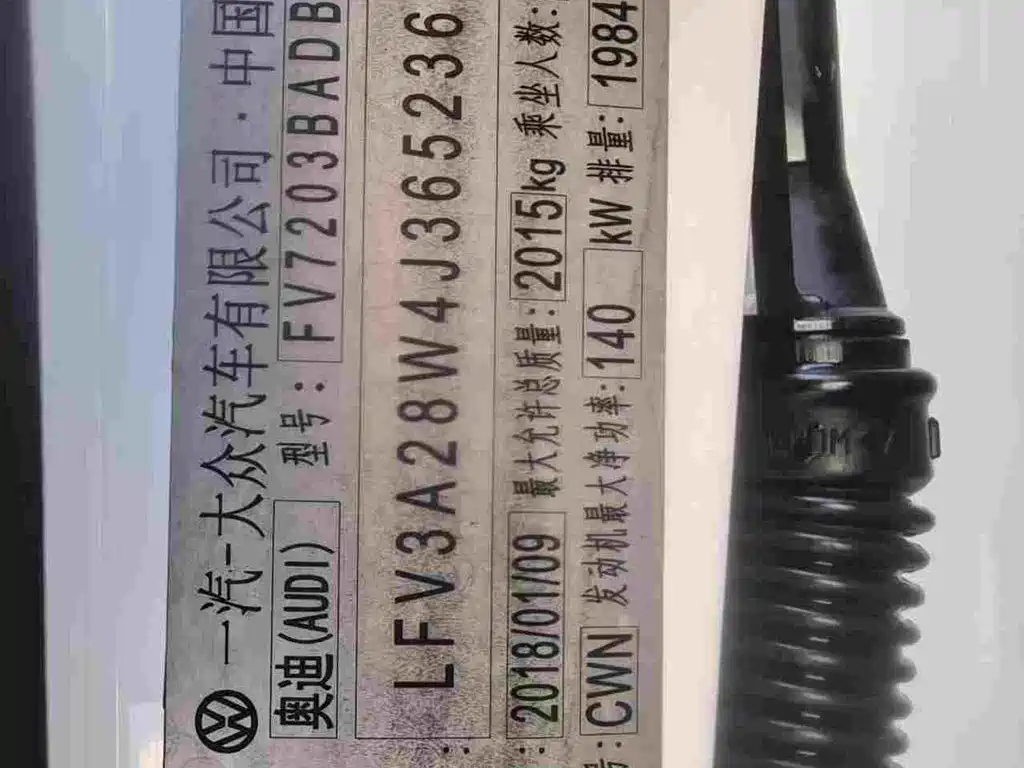 一汽-大众汽车有限公司·中国
奥迪(AUDI) 型号: FV7203BADB
: LFV3A28W4J365236
: 2018/01/09 最大允许总质量: 2015kg 乘坐人数:
号: CWN 发动机最大净功率: 140 kW 排量: 1984